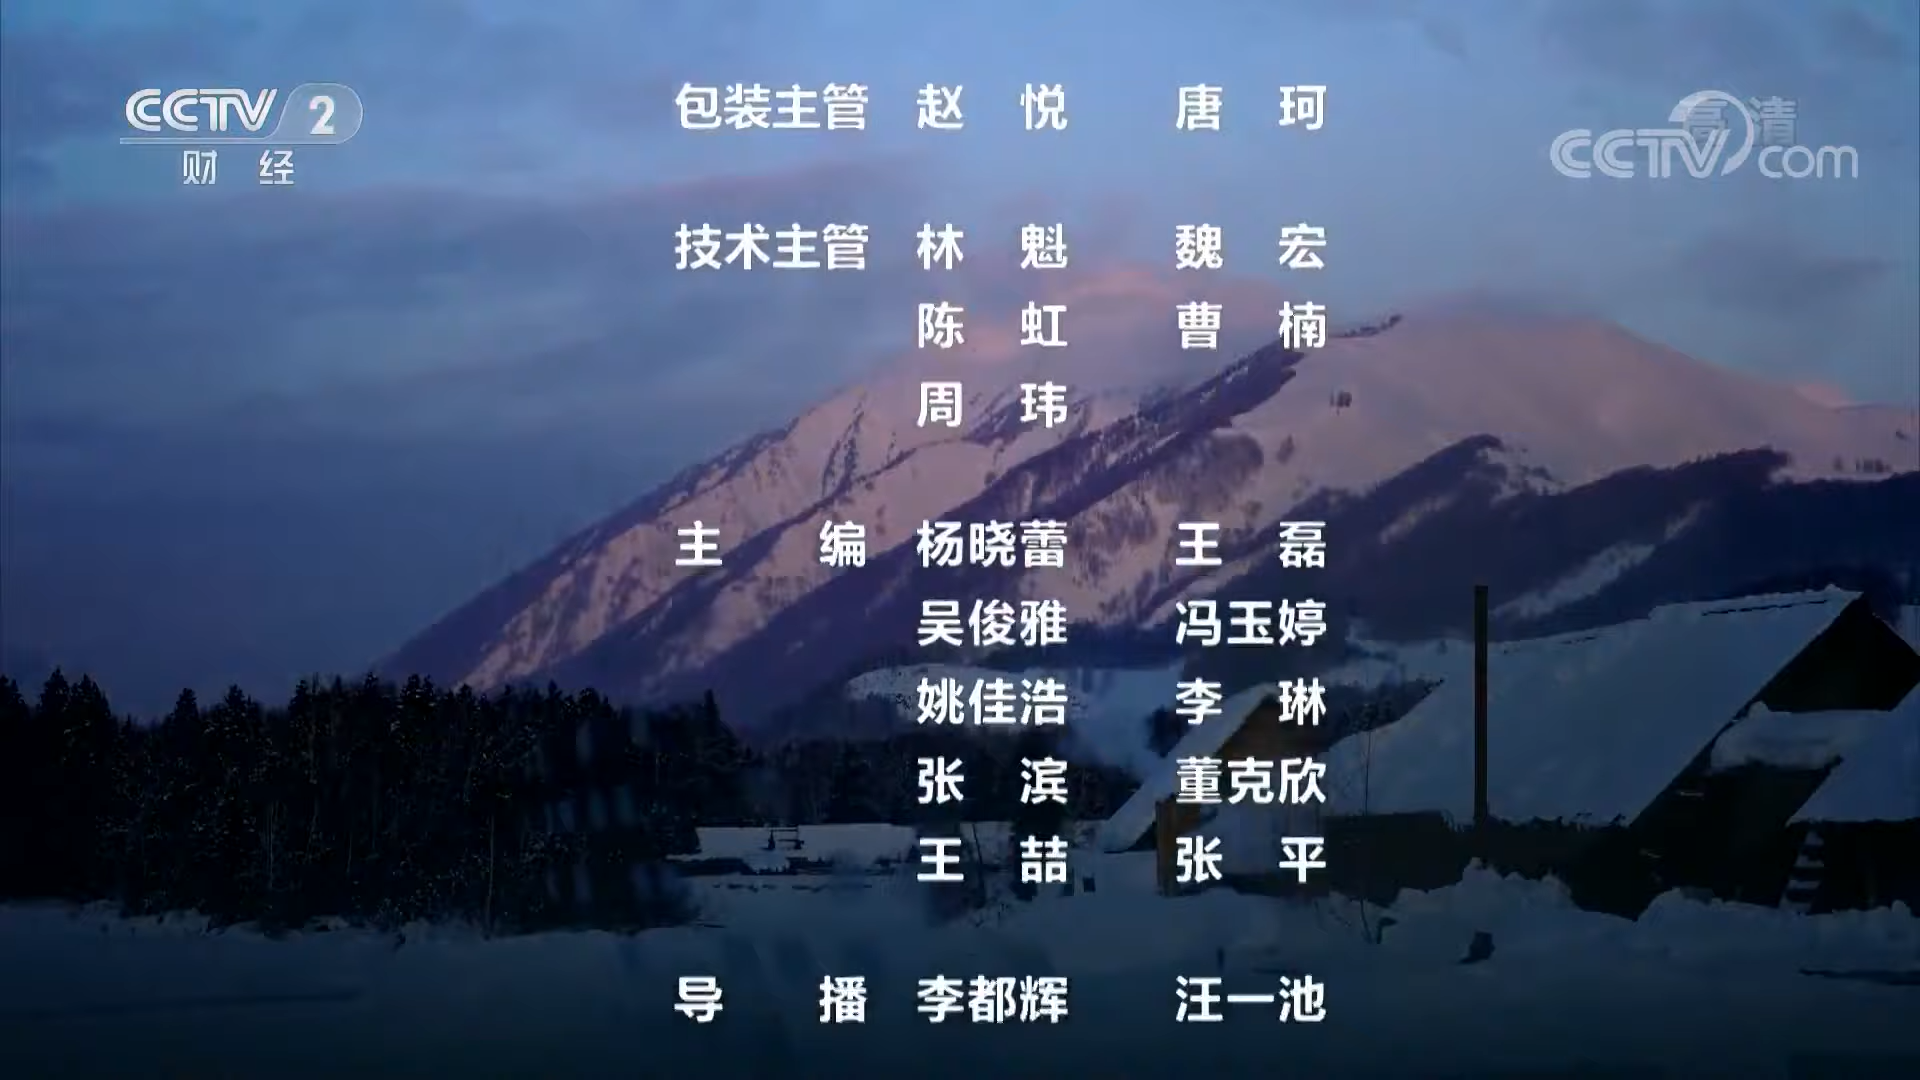 CCTV 2
财 经
高清
CCTV.com
包装主管 赵 悦 唐 珂
技术主管 林 魁 魏 宏
陈 虹 曹 楠
周 玮
主 编 杨晓蕾 王 磊
吴俊雅 冯玉婷
姚佳浩 李 琳
张 滨 董克欣
王 喆 张 平
导 播 李都辉 汪一池